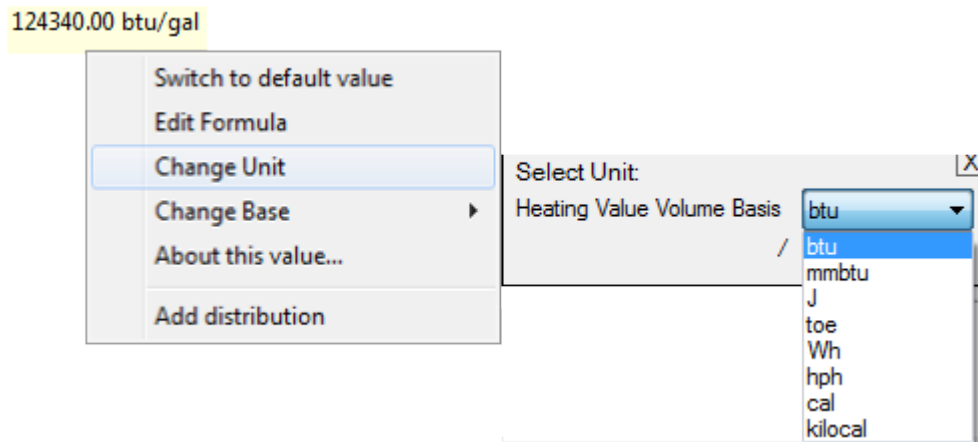 124340.00 btu/gal
Switch to default value
Edit Formula
Change Unit
Change Base
About this value...
Add distribution
X
Select Unit:
Heating Value Volume Basis btu
/ btu
mmbtu
J
toe
Wh
hph
cal
kilocal